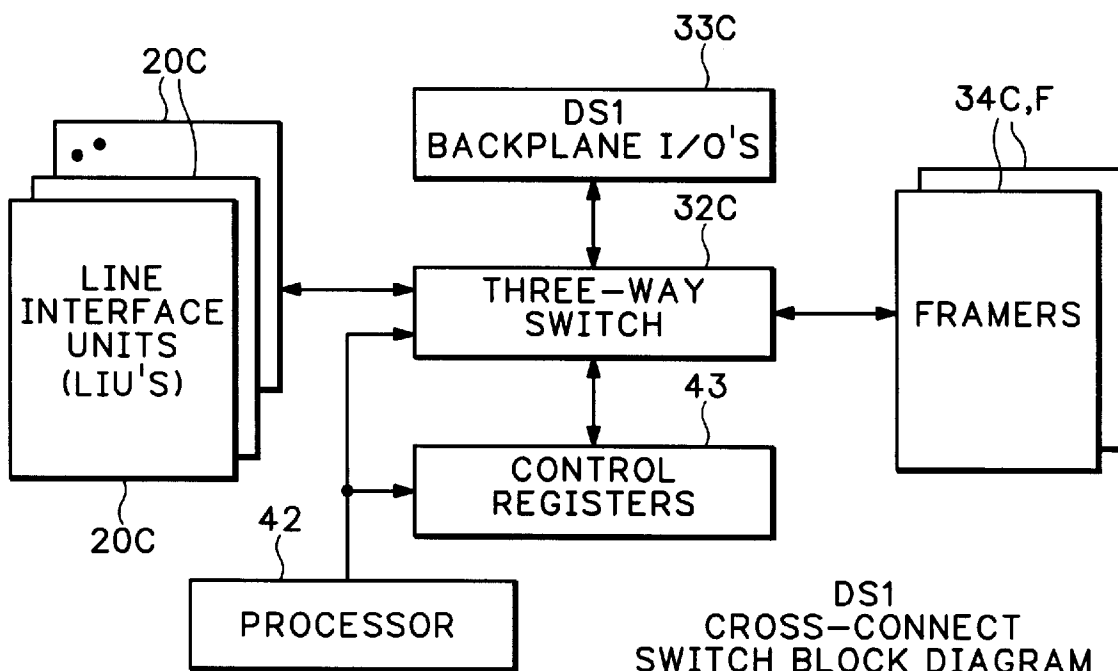 33C
20C
34C,F
DS1
BACKPLANE I/O'S
32C
LINE
INTERFACE
UNITS
(LIU'S)
THREE-WAY
SWITCH
FRAMERS
43
CONTROL
REGISTERS
20C
42
PROCESSOR
DS1
CROSS-CONNECT
SWITCH BLOCK DIAGRAM